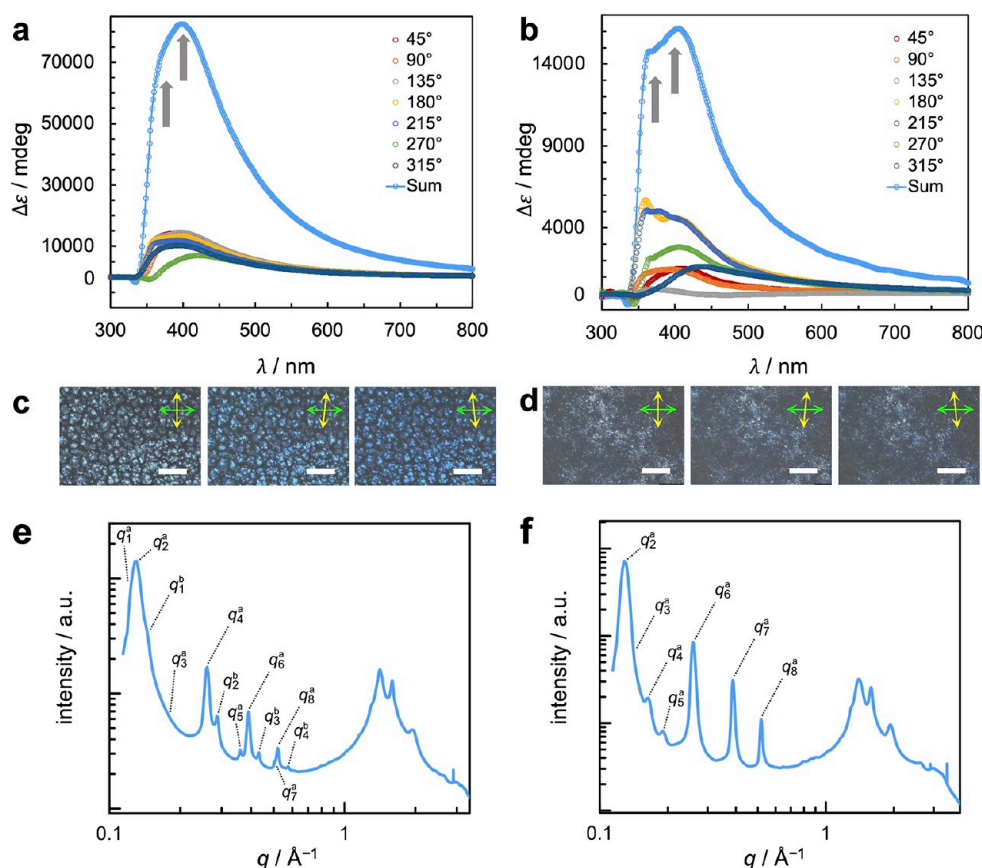 a
Δε / mdeg
70000
50000
30000
10000
0
300 400 500 600 700 800
λ / nm
45°
90°
135°
180°
215°
270°
315°
Sum
b
Δε / mdeg
14000
9000
4000
0
300 400 500 600 700 800
λ / nm
45°
90°
135°
180°
215°
270°
315°
Sum
c
d
e
intensity / a.u.
q₁ᵃ
q₂ᵃ
q₁ᵇ
q₃ᵃ
q₄ᵃ
q₂ᵇ
q₅ᵃ
q₆ᵃ
q₃ᵇ
q₇ᵃ
q₈ᵃ
q₄ᵇ
0.1 1
q / Å⁻¹
f
intensity / a.u.
q₂ᵃ
q₃ᵃ
q₄ᵃ
q₅ᵃ
q₆ᵃ
q₇ᵃ
q₈ᵃ
0.1 1
q / Å⁻¹